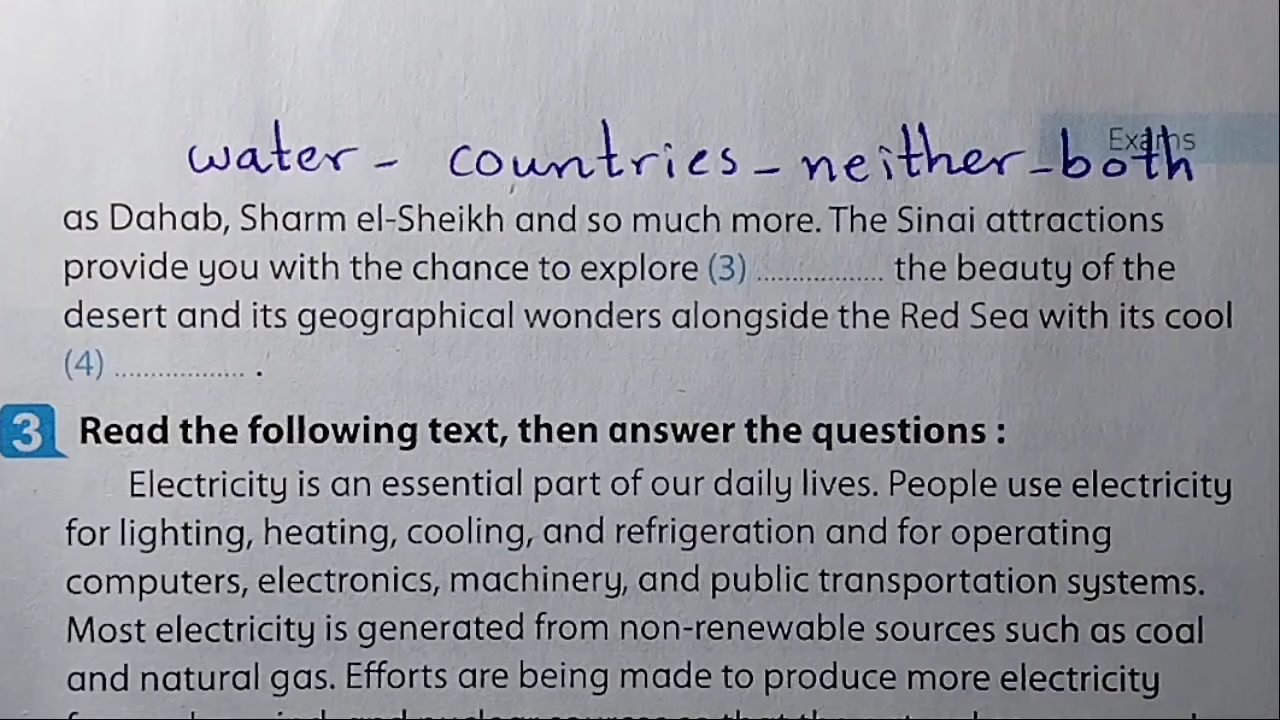 Exams
water - countries - neither - both
as Dahab, Sharm el-Sheikh and so much more. The Sinai attractions
provide you with the chance to explore (3) ................ the beauty of the
desert and its geographical wonders alongside the Red Sea with its cool
(4) ................. .
3 Read the following text, then answer the questions :
Electricity is an essential part of our daily lives. People use electricity
for lighting, heating, cooling, and refrigeration and for operating
computers, electronics, machinery, and public transportation systems.
Most electricity is generated from non-renewable sources such as coal
and natural gas. Efforts are being made to produce more electricity